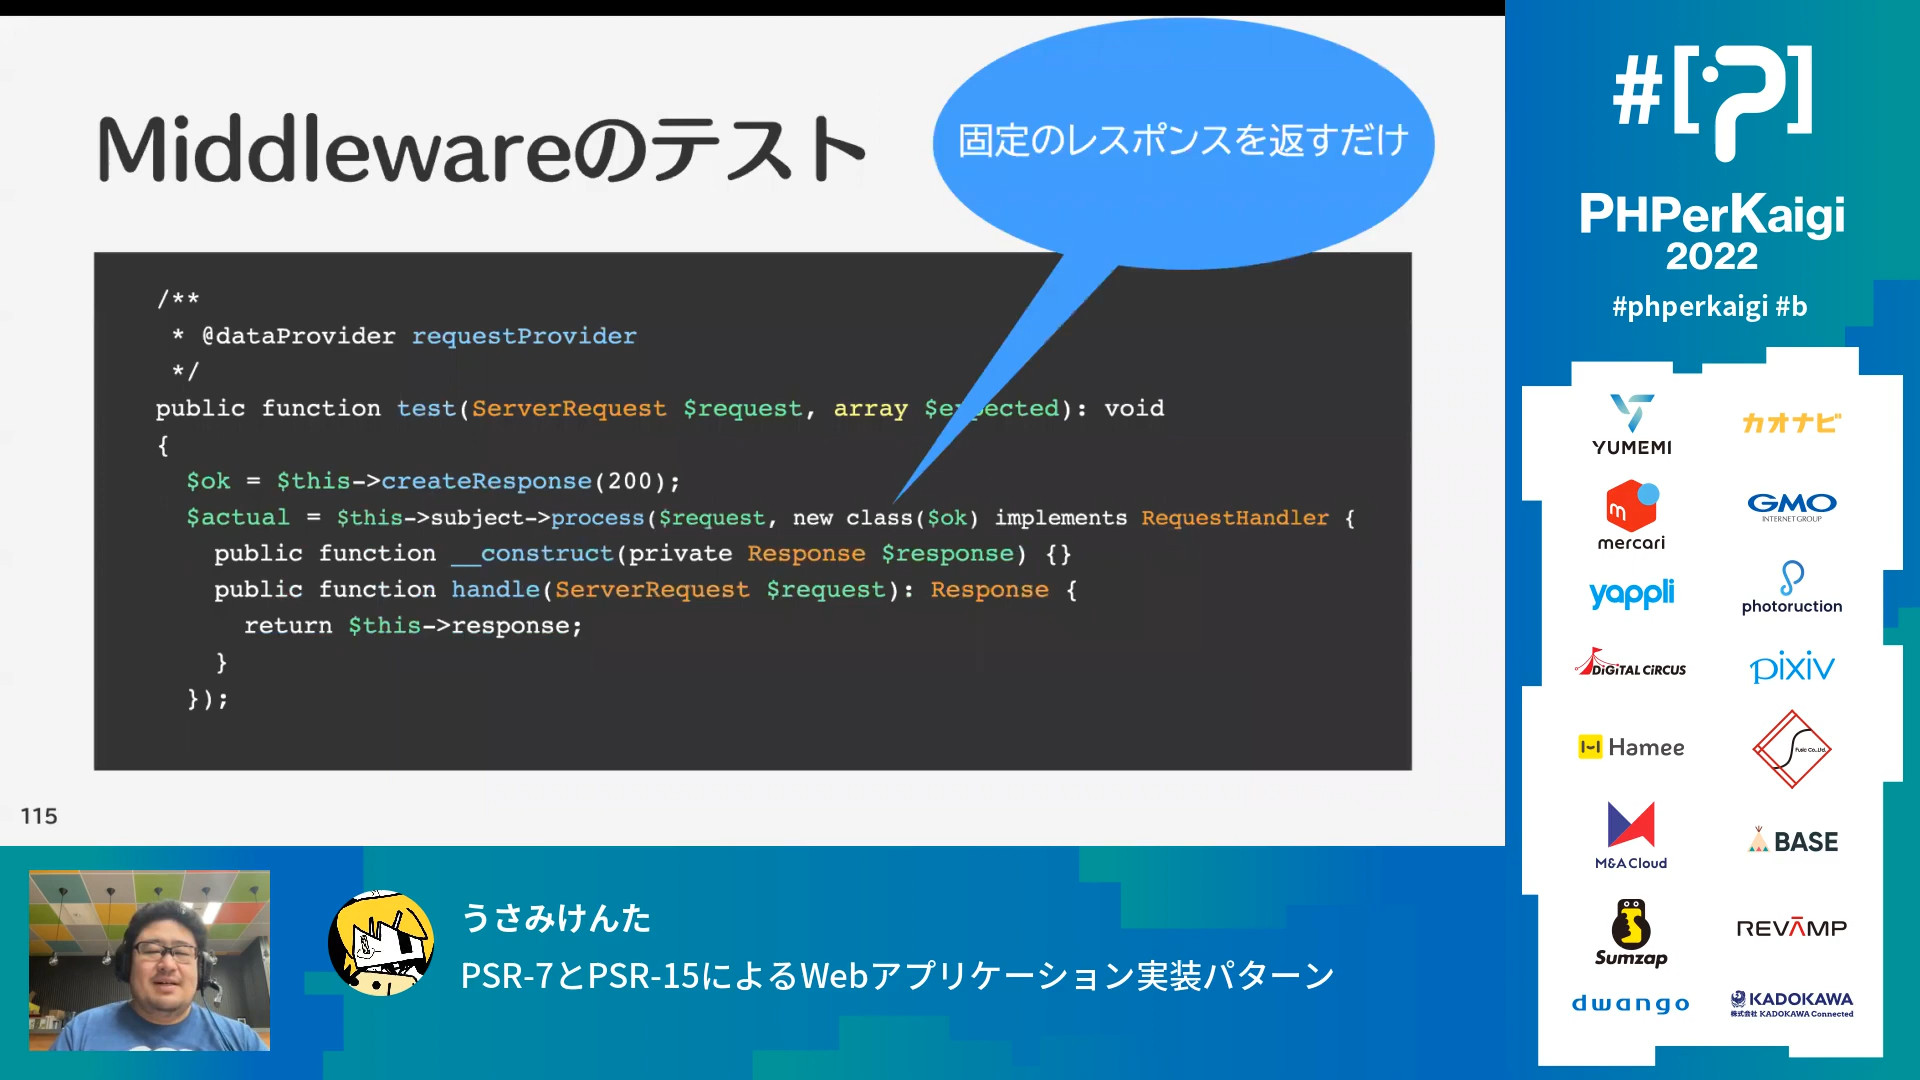 Middlewareのテスト
固定のレスポンスを返すだけ
/**
 * @dataProvider requestProvider
 */
public function test(ServerRequest $request, array $expected): void
{
  $ok = $this->createResponse(200);
  $actual = $this->subject->process($request, new class($ok) implements RequestHandler {
    public function __construct(private Response $response) {}
    public function handle(ServerRequest $request): Response {
      return $this->response;
    }
  });
115
うさみけんた
PSR-7とPSR-15によるWebアプリケーション実装パターン
#[?]
PHPerKaigi
2022
#phperkaigi #b
YUMEMI
カオナビ
mercari
GMO
INTERNET GROUP
yappli
photoruction
DIGITAL CIRCUS
pixiv
Hamee
Fusic Co.,Ltd.
M&A Cloud
BASE
Sumzap
REVAMP
dwango
KADOKAWA
株式会社 KADOKAWA Connected